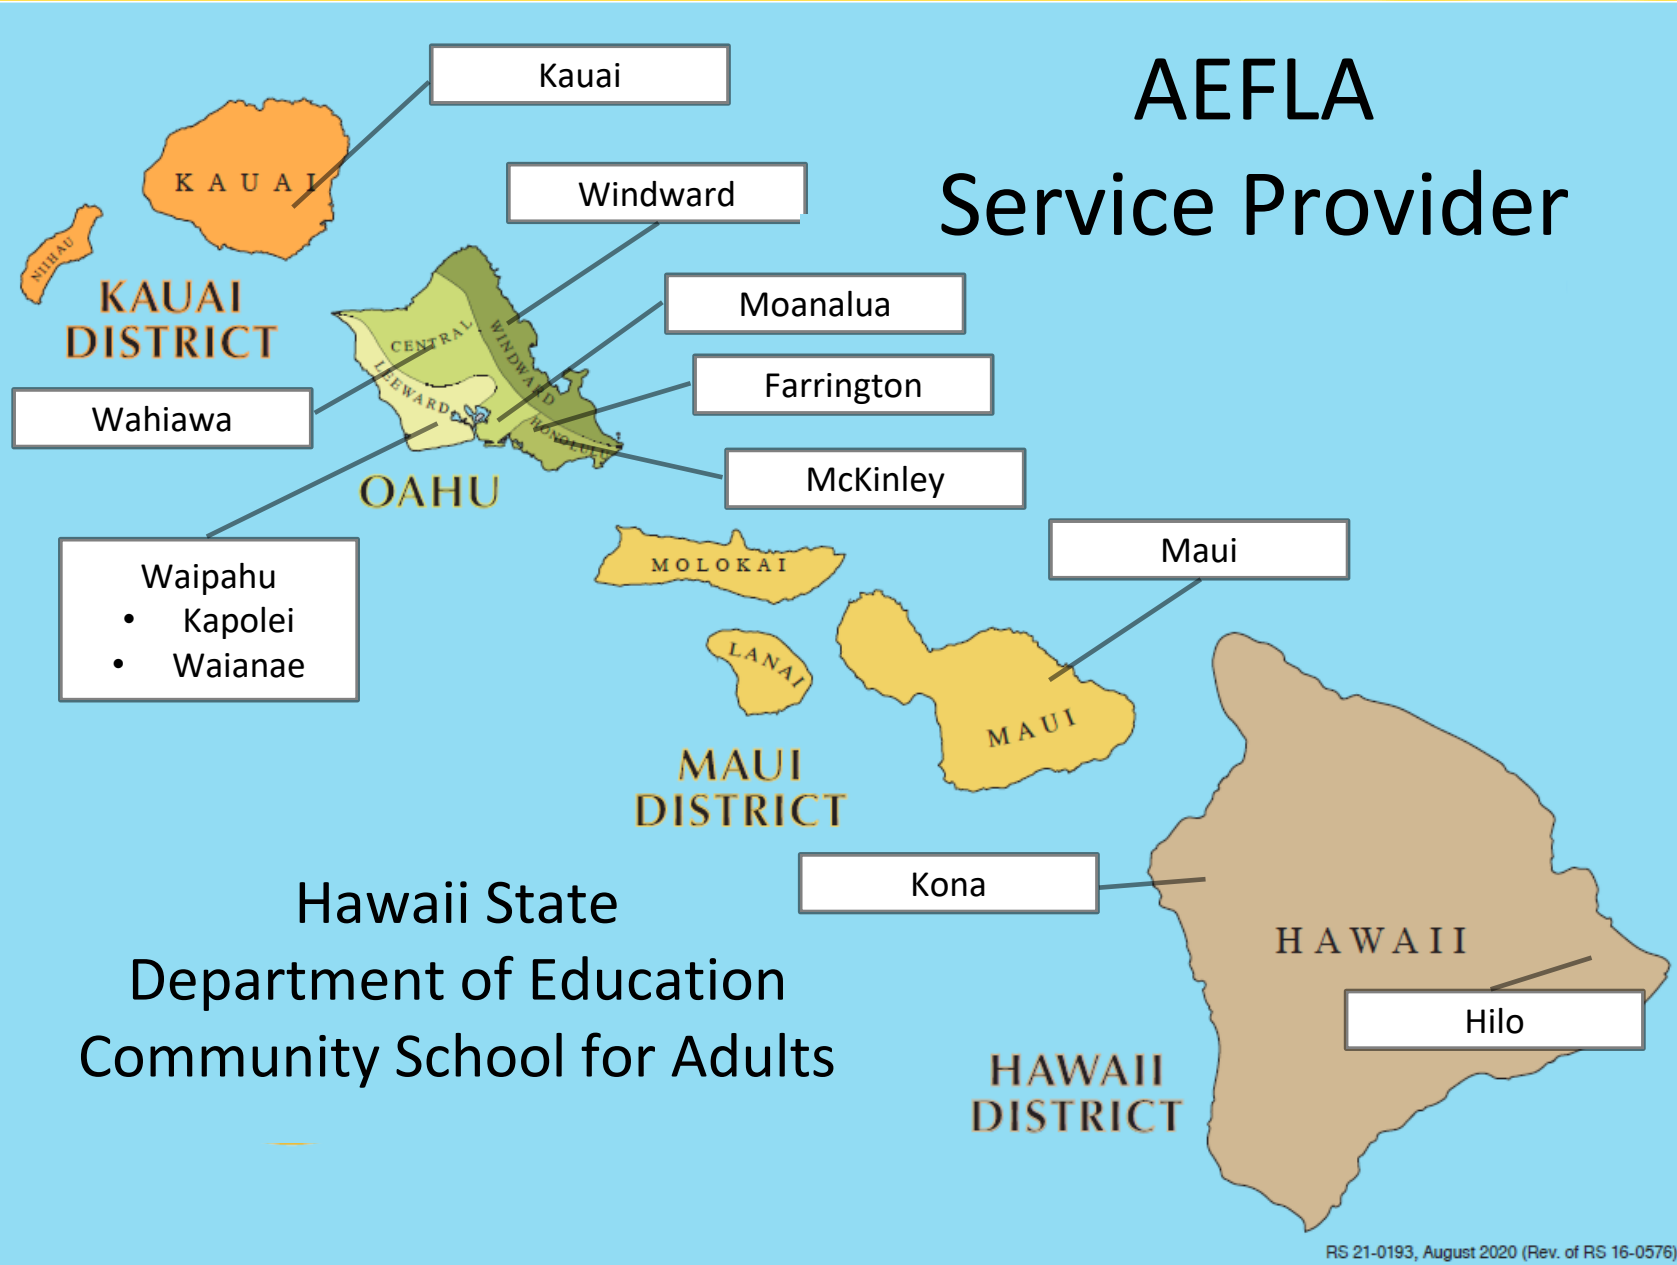 AEFLA
Service Provider
Kauai
KAUAI
NIIHAU
KAUAI
DISTRICT
Windward
Moanalua
Farrington
McKinley
Wahiawa
CENTRAL
WINDWARD
LEEWARD
HONOLULU
OAHU
Waipahu
• Kapolei
• Waianae
MOLOKAI
LANAI
Maui
MAUI
MAUI
DISTRICT
Kona
HAWAII
Hilo
HAWAII
DISTRICT
Hawaii State
Department of Education
Community School for Adults
RS 21-0193, August 2020 (Rev. of RS 16-0576)